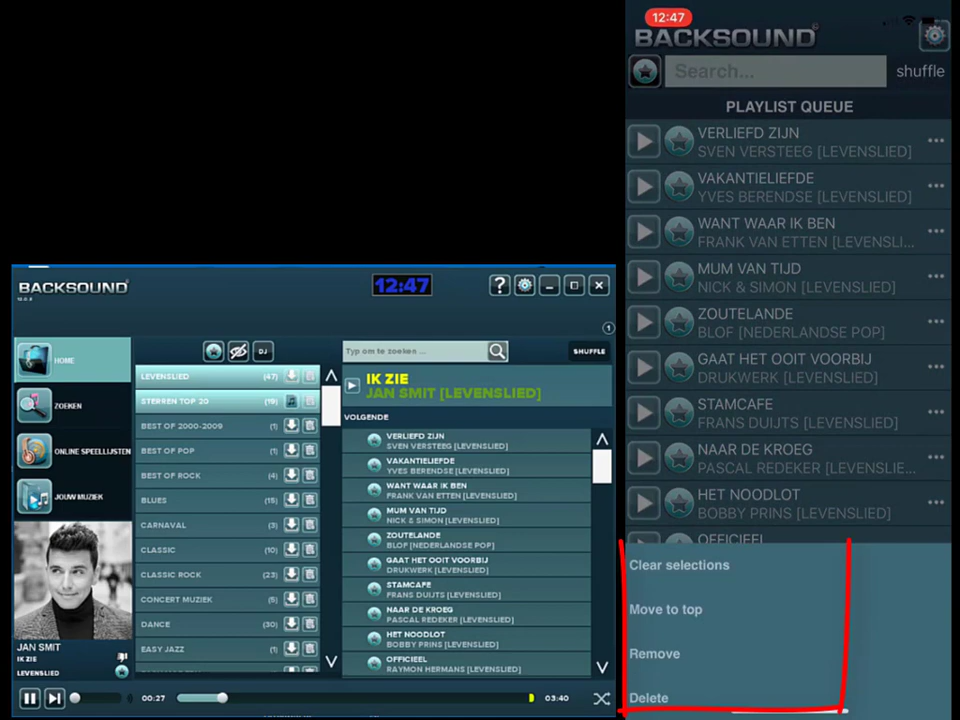 BACKSOUND
12.0.2
12:47
?
1
HOME
ZOEKEN
ONLINE SPEELLIJSTEN
JOUW MUZIEK
JAN SMIT
IK ZIE
LEVENSLIED
DJ
LEVENSLIED (47)
STERREN TOP 20 (19)
BEST OF 2000-2009 (1)
BEST OF POP (1)
BEST OF ROCK (4)
BLUES (15)
CARNAVAL (3)
CLASSIC (10)
CLASSIC ROCK (23)
CONCERT MUZIEK (5)
DANCE (30)
EASY JAZZ (1)
Typ om te zoeken ...
SHUFFLE
IK ZIE
JAN SMIT [LEVENSLIED]
VOLGENDE
VERLIEFD ZIJN
SVEN VERSTEEG [LEVENSLIED]
VAKANTIELIEFDE
YVES BERENDSE [LEVENSLIED]
WANT WAAR IK BEN
FRANK VAN ETTEN [LEVENSLIED]
MUM VAN TIJD
NICK & SIMON [LEVENSLIED]
ZOUTELANDE
BLOF [NEDERLANDSE POP]
GAAT HET OOIT VOORBIJ
DRUKWERK [LEVENSLIED]
STAMCAFE
FRANS DUIJTS [LEVENSLIED]
NAAR DE KROEG
PASCAL REDEKER [LEVENSLIED]
HET NOODLOT
BOBBY PRINS [LEVENSLIED]
OFFICIEEL
RAYMON HERMANS [LEVENSLIED]
00:27
03:40
12:47
BACKSOUND
Search...
shuffle
PLAYLIST QUEUE
VERLIEFD ZIJN
SVEN VERSTEEG [LEVENSLIED]
VAKANTIELIEFDE
YVES BERENDSE [LEVENSLIED]
WANT WAAR IK BEN
FRANK VAN ETTEN [LEVENSLI...
MUM VAN TIJD
NICK & SIMON [LEVENSLIED]
ZOUTELANDE
BLOF [NEDERLANDSE POP]
GAAT HET OOIT VOORBIJ
DRUKWERK [LEVENSLIED]
STAMCAFE
FRANS DUIJTS [LEVENSLIED]
NAAR DE KROEG
PASCAL REDEKER [LEVENSLIE...
HET NOODLOT
BOBBY PRINS [LEVENSLIED]
OFFICIEEL
Clear selections
Move to top
Remove
Delete